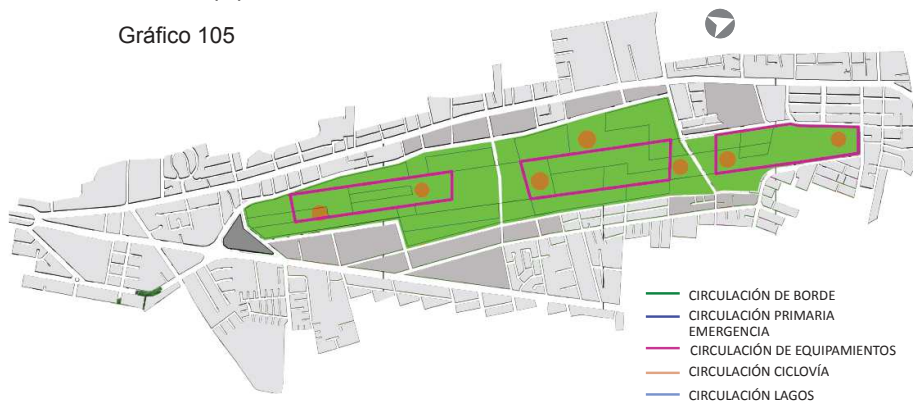 Gráfico 105
CIRCULACIÓN DE BORDE
CIRCULACIÓN PRIMARIA
EMERGENCIA
CIRCULACIÓN DE EQUIPAMIENTOS
CIRCULACIÓN CICLOVÍA
CIRCULACIÓN LAGOS